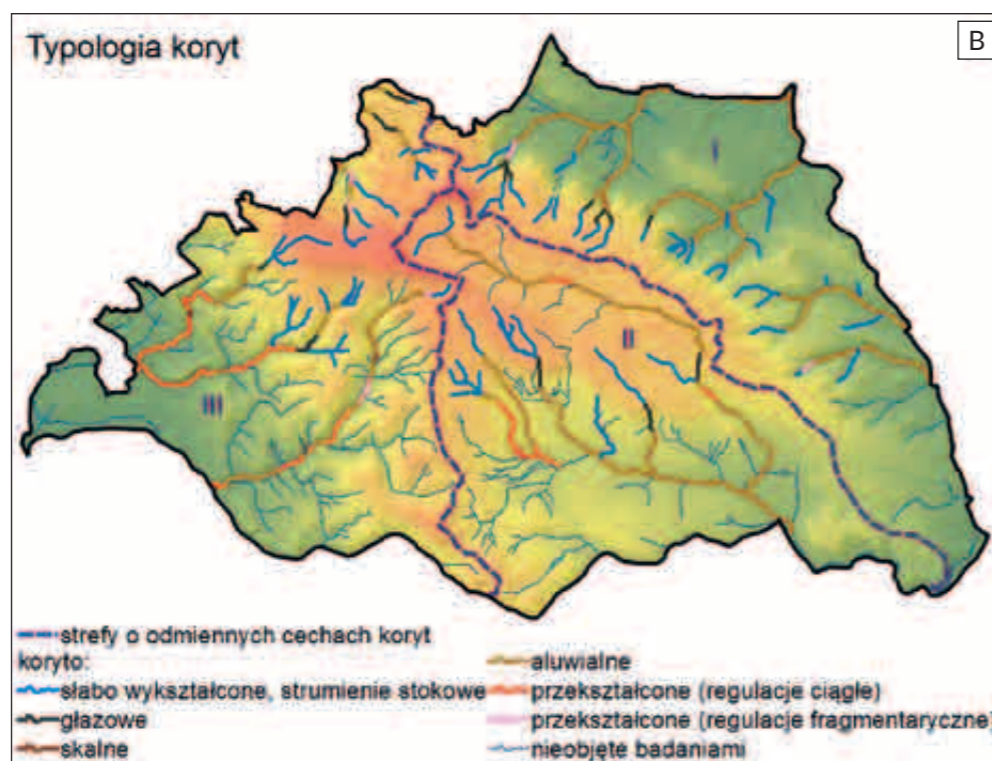 Typologia koryt
B
I
II
III
strefy o odmiennych cechach koryt
koryto:
słabo wykształcone, strumienie stokowe
głazowe
skalne
aluwialne
przekształcone (regulacje ciągłe)
przekształcone (regulacje fragmentaryczne)
nieobjęte badaniami